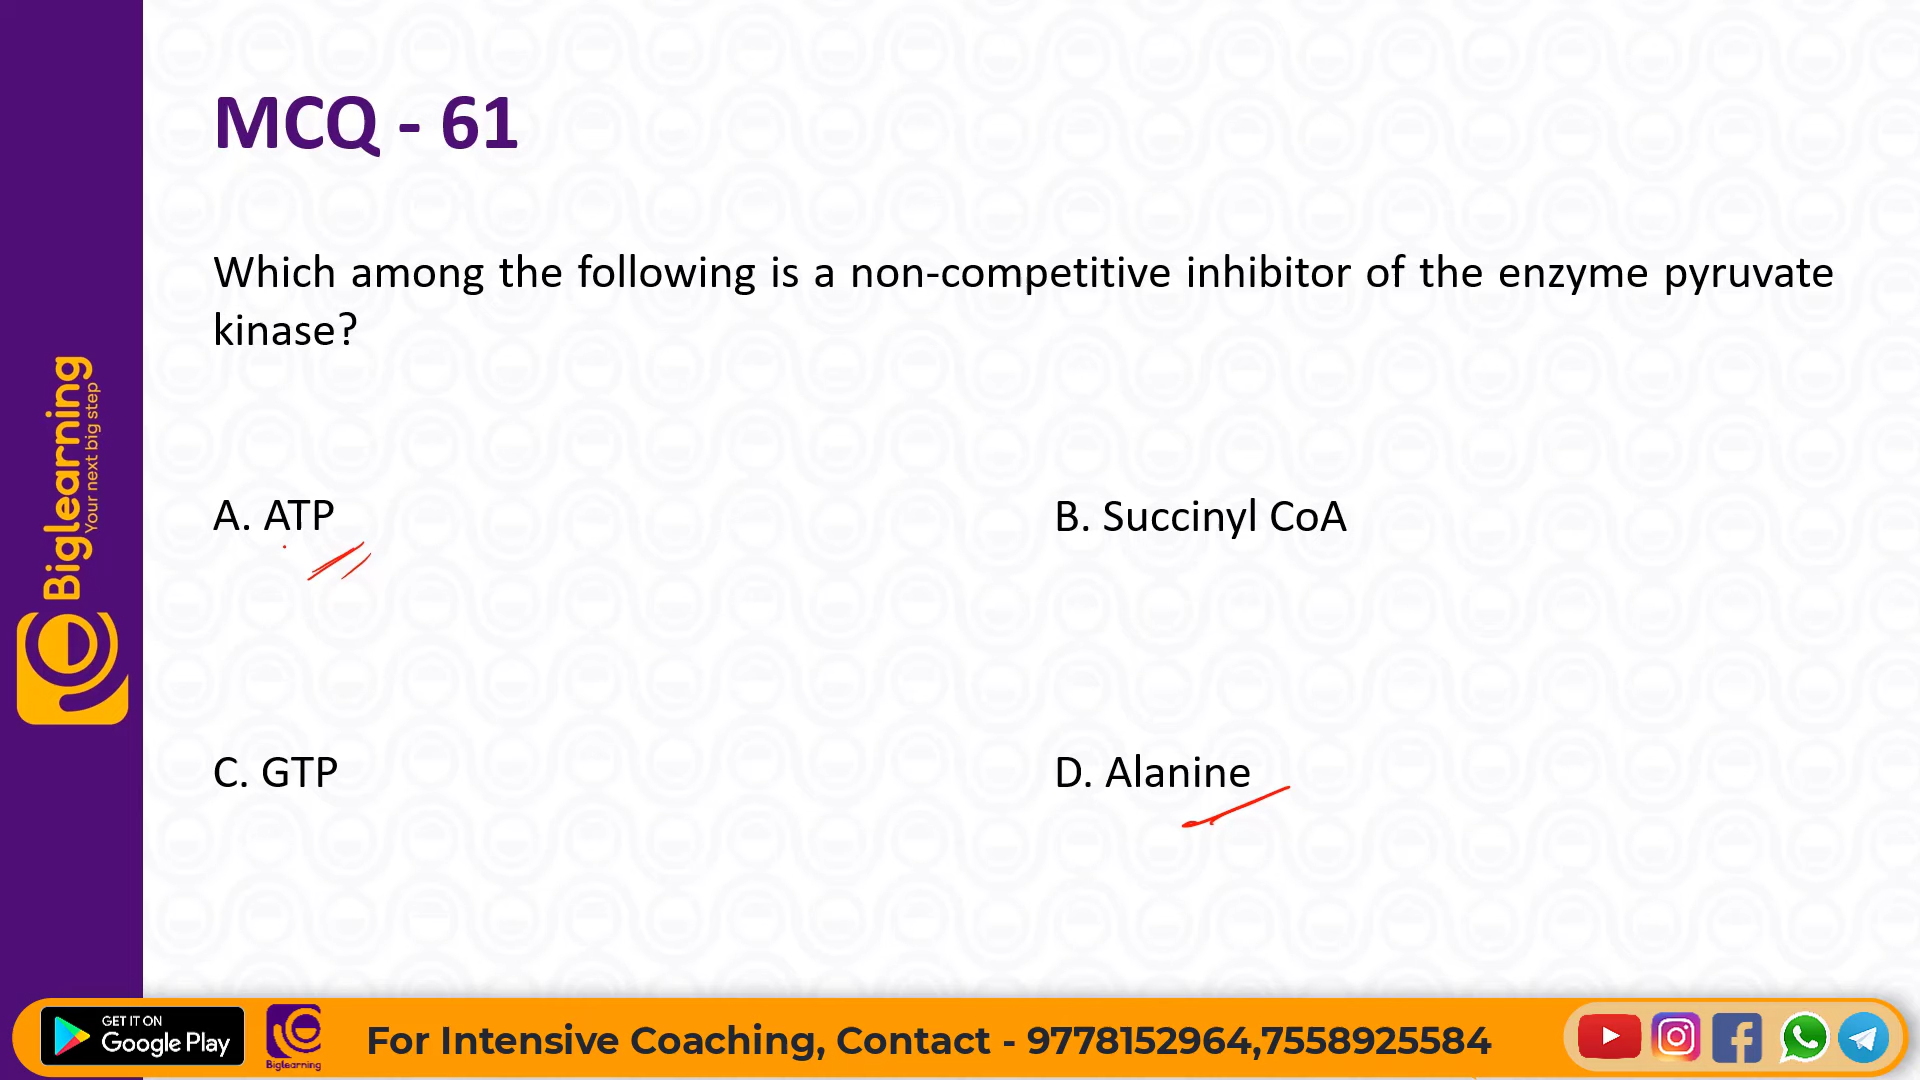 MCQ - 61
Which among the following is a non-competitive inhibitor of the enzyme pyruvate
kinase?
A. ATP
B. Succinyl CoA
C. GTP
D. Alanine
Biglearning
Your next big step
GET IT ON
Google Play
Biglearning
For Intensive Coaching, Contact - 9778152964,7558925584